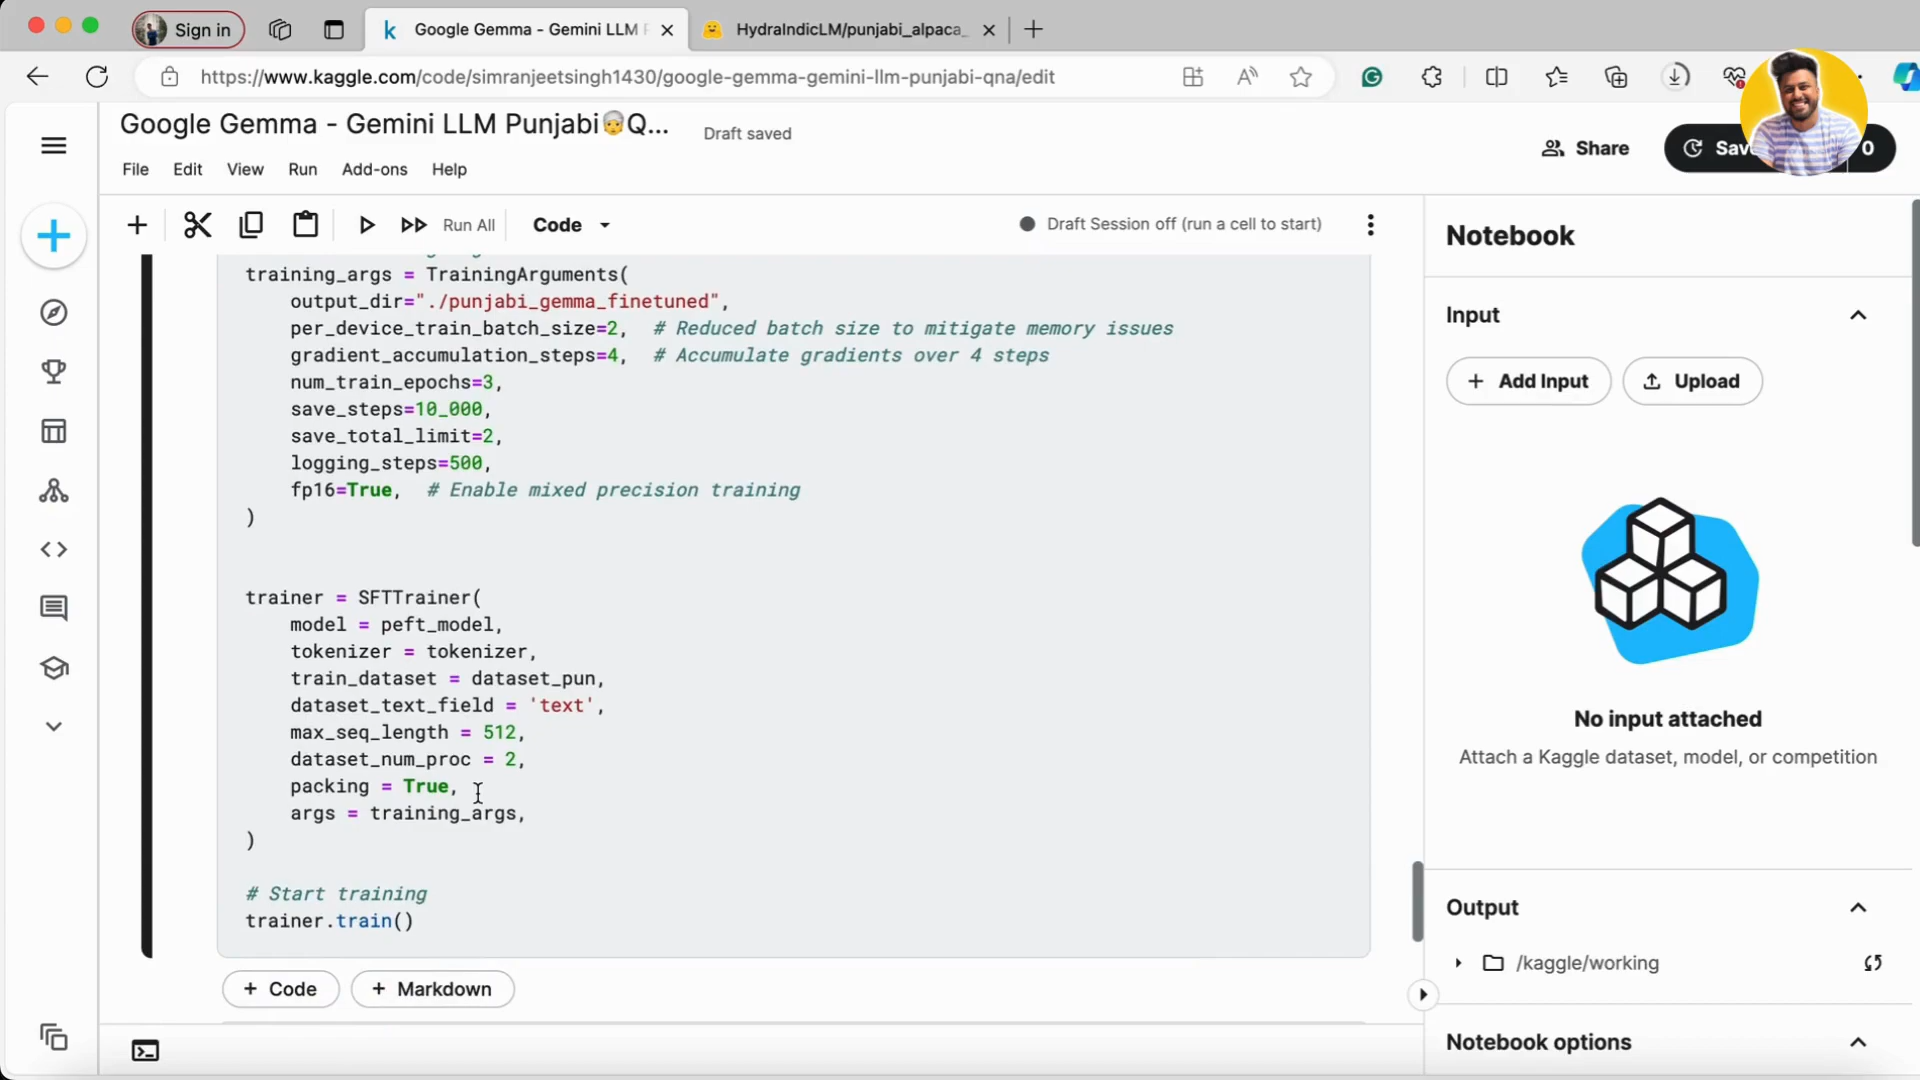 Sign in
Google Gemma - Gemini LLM P
HydraIndicLM/punjabi_alpaca_
https://www.kaggle.com/code/simranjeetsingh1430/google-gemma-gemini-llm-punjabi-qna/edit
Google Gemma - Gemini LLM Punjabi👳Q...
Draft saved
Share
Sav
0
File
Edit
View
Run
Add-ons
Help
Run All
Code
Draft Session off (run a cell to start)
training_args = TrainingArguments(
output_dir="./punjabi_gemma_finetuned",
per_device_train_batch_size=2,  # Reduced batch size to mitigate memory issues
gradient_accumulation_steps=4,  # Accumulate gradients over 4 steps
num_train_epochs=3,
save_steps=10_000,
save_total_limit=2,
logging_steps=500,
fp16=True,  # Enable mixed precision training
)
trainer = SFTTrainer(
model = peft_model,
tokenizer = tokenizer,
train_dataset = dataset_pun,
dataset_text_field = 'text',
max_seq_length = 512,
dataset_num_proc = 2,
packing = True,
args = training_args,
)
# Start training
trainer.train()
+ Code
+ Markdown
Notebook
Input
+ Add Input
Upload
No input attached
Attach a Kaggle dataset, model, or competition
Output
/kaggle/working
Notebook options